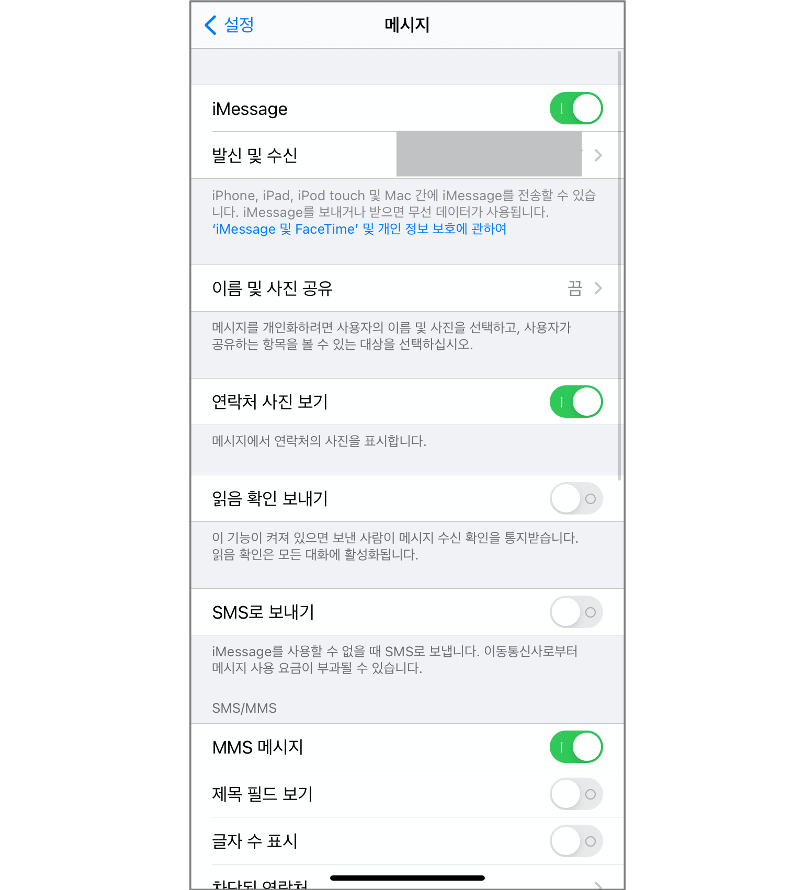 설정
메시지
iMessage
발신 및 수신
iPhone, iPad, iPod touch 및 Mac 간에 iMessage를 전송할 수 있습
니다. iMessage를 보내거나 받으면 무선 데이터가 사용됩니다.
‘iMessage 및 FaceTime’ 및 개인 정보 보호에 관하여
이름 및 사진 공유 끔
메시지를 개인화하려면 사용자의 이름 및 사진을 선택하고, 사용자가
공유하는 항목을 볼 수 있는 대상을 선택하십시오.
연락처 사진 보기
메시지에서 연락처의 사진을 표시합니다.
읽음 확인 보내기
이 기능이 켜져 있으면 보낸 사람이 메시지 수신 확인을 통지받습니다.
읽음 확인은 모든 대화에 활성화됩니다.
SMS로 보내기
iMessage를 사용할 수 없을 때 SMS로 보냅니다. 이동통신사로부터
메시지 사용 요금이 부과될 수 있습니다.
SMS/MMS
MMS 메시지
제목 필드 보기
글자 수 표시
차단된 연락처